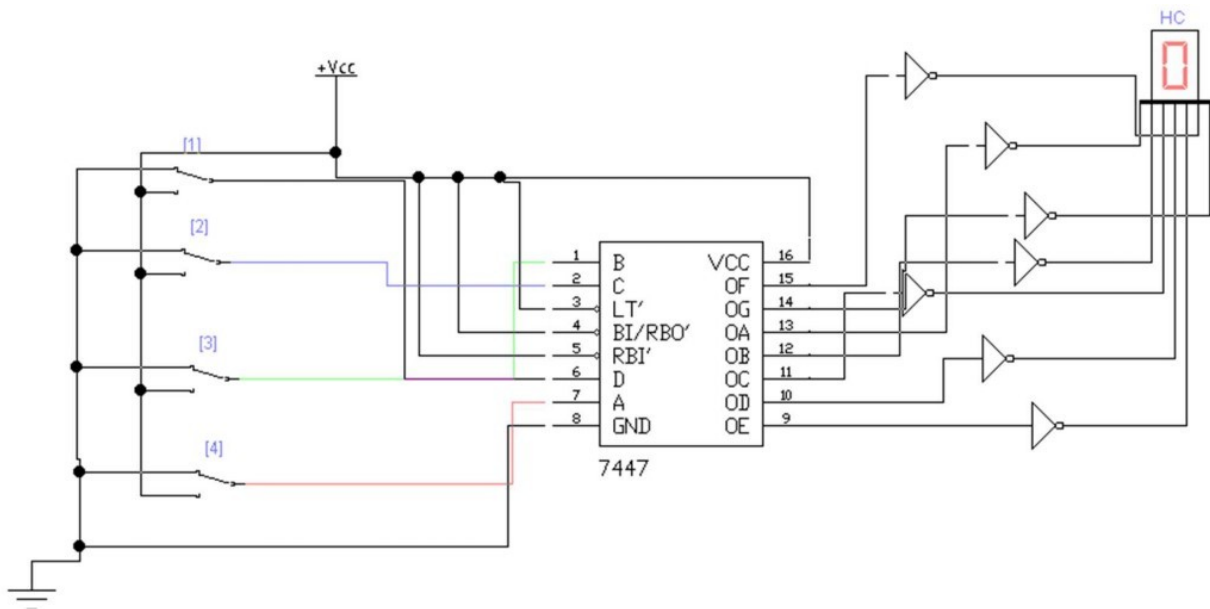 HC
+Vcc
[1]
[2]
[3]
[4]
1 B VCC 16
2 C OF 15
3 LT' OG 14
4 BI/RBO' OA 13
5 RBI' OB 12
6 D OC 11
7 A OD 10
8 GND OE 9
7447
0